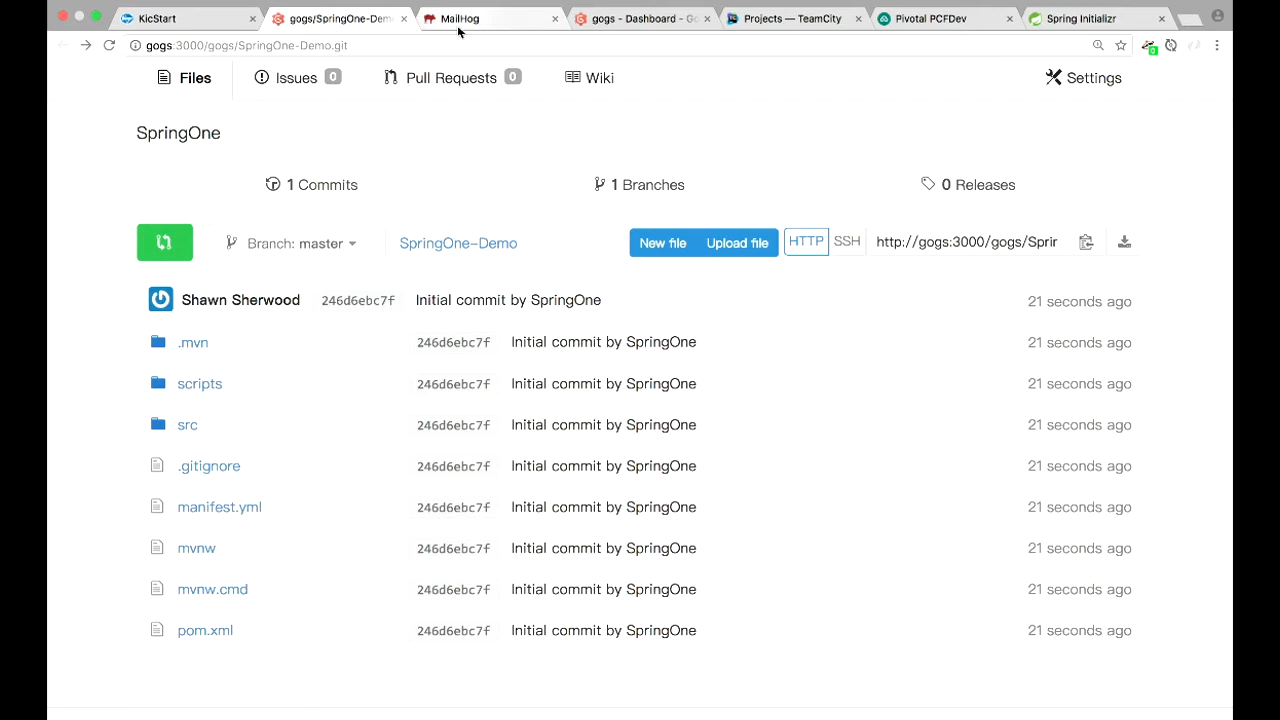 KicStart
gogs/SpringOne-Dem
MailHog
gogs - Dashboard - Go
Projects — TeamCity
Pivotal PCFDev
Spring Initializr
gogs:3000/gogs/SpringOne-Demo.git
Files
Issues 0
Pull Requests 0
Wiki
Settings
SpringOne
1 Commits
1 Branches
0 Releases
Branch: master
SpringOne-Demo
New file
Upload file
HTTP
SSH
http://gogs:3000/gogs/Sprir
Shawn Sherwood 246d6ebc7f Initial commit by SpringOne 21 seconds ago
.mvn 246d6ebc7f Initial commit by SpringOne 21 seconds ago
scripts 246d6ebc7f Initial commit by SpringOne 21 seconds ago
src 246d6ebc7f Initial commit by SpringOne 21 seconds ago
.gitignore 246d6ebc7f Initial commit by SpringOne 21 seconds ago
manifest.yml 246d6ebc7f Initial commit by SpringOne 21 seconds ago
mvnw 246d6ebc7f Initial commit by SpringOne 21 seconds ago
mvnw.cmd 246d6ebc7f Initial commit by SpringOne 21 seconds ago
pom.xml 246d6ebc7f Initial commit by SpringOne 21 seconds ago